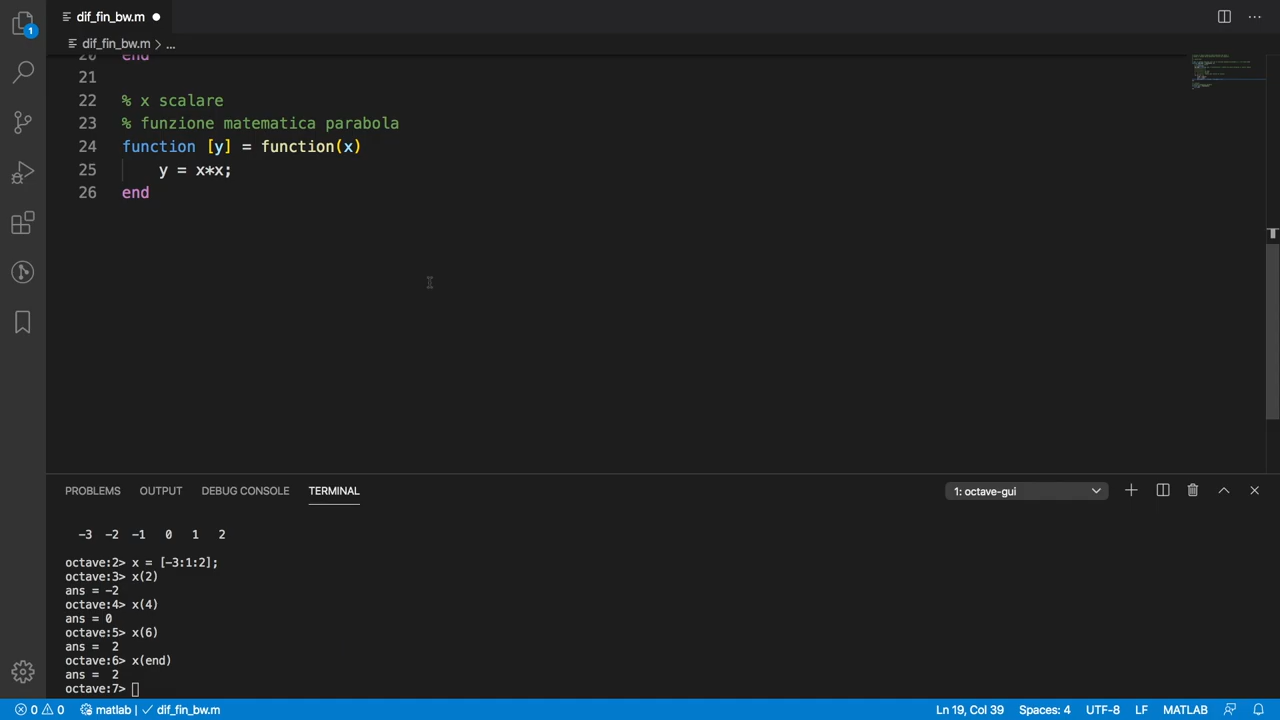 dif_fin_bw.m
dif_fin_bw.m > ...
1
20 end
21
22 % x scalare
23 % funzione matematica parabola
24 function [y] = function(x)
25 y = x*x;
26 end
PROBLEMS OUTPUT DEBUG CONSOLE TERMINAL 1: octave-gui
-3 -2 -1 0 1 2
octave:2> x = [-3:1:2];
octave:3> x(2)
ans = -2
octave:4> x(4)
ans = 0
octave:5> x(6)
ans = 2
octave:6> x(end)
ans = 2
octave:7>
0 0 matlab | ✓ dif_fin_bw.m Ln 19, Col 39 Spaces: 4 UTF-8 LF MATLAB